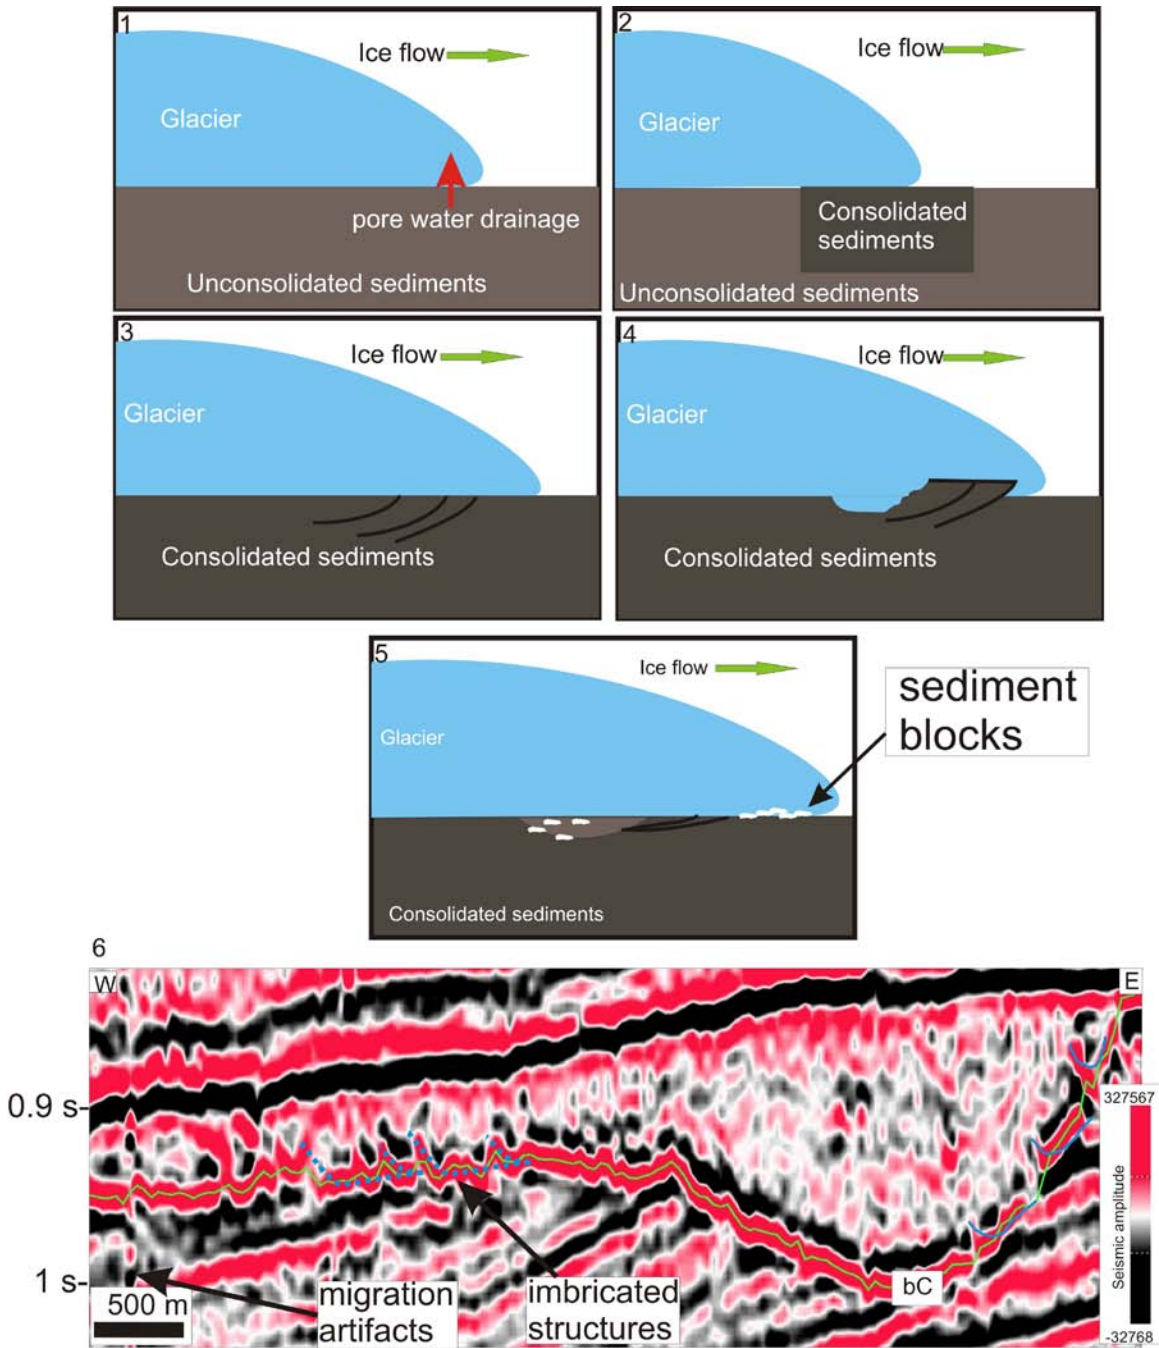 1
Ice flow
Glacier
pore water drainage
Unconsolidated sediments
2
Ice flow
Glacier
Consolidated
sediments
Unconsolidated sediments
3
Ice flow
Glacier
Consolidated sediments
4
Ice flow
Glacier
Consolidated sediments
5
Ice flow
Glacier
Consolidated sediments
sediment
blocks
6
W
E
0.9 s
1 s
500 m
migration
artifacts
imbricated
structures
bC
327567
Seismic amplitude
-32768